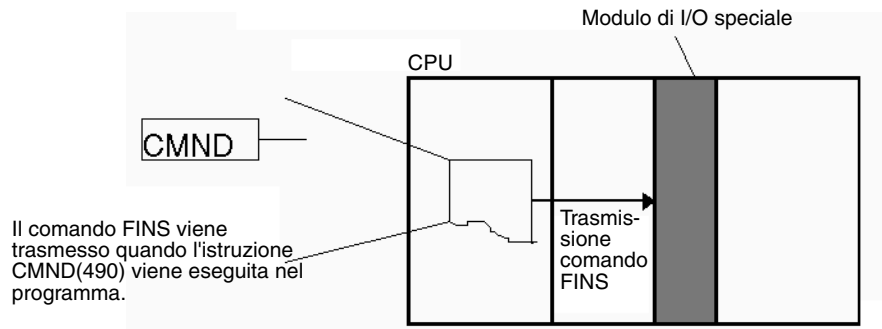 Modulo di I/O speciale
CPU
CMND
Il comando FINS viene
trasmesso quando l'istruzione
CMND(490) viene eseguita nel
programma.
Trasmis-
sione
comando
FINS